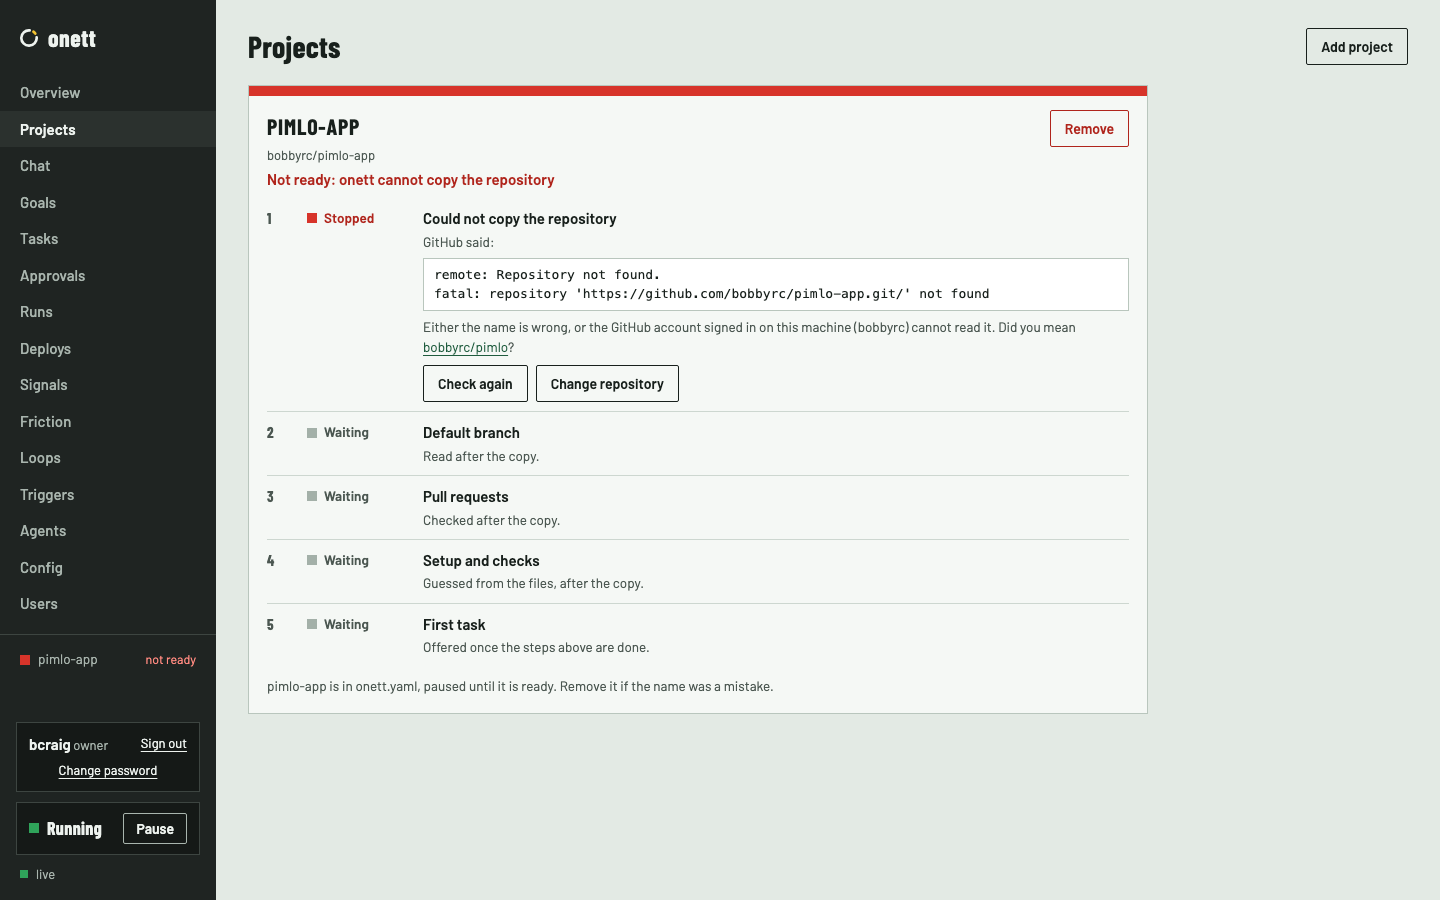 onett
Overview
Projects
Chat
Goals
Tasks
Approvals
Runs
Deploys
Signals
Friction
Loops
Triggers
Agents
Config
Users
pimlo-app not ready
bcraig owner Sign out
Change password
Running Pause
live
Projects
Add project
PIMLO-APP
Remove
bobbyrc/pimlo-app
Not ready: onett cannot copy the repository
1 Stopped Could not copy the repository
GitHub said:
remote: Repository not found.
fatal: repository 'https://github.com/bobbyrc/pimlo-app.git/' not found
Either the name is wrong, or the GitHub account signed in on this machine (bobbyrc) cannot read it. Did you mean
bobbyrc/pimlo?
Check again Change repository
2 Waiting Default branch
Read after the copy.
3 Waiting Pull requests
Checked after the copy.
4 Waiting Setup and checks
Guessed from the files, after the copy.
5 Waiting First task
Offered once the steps above are done.
pimlo-app is in onett.yaml, paused until it is ready. Remove it if the name was a mistake.